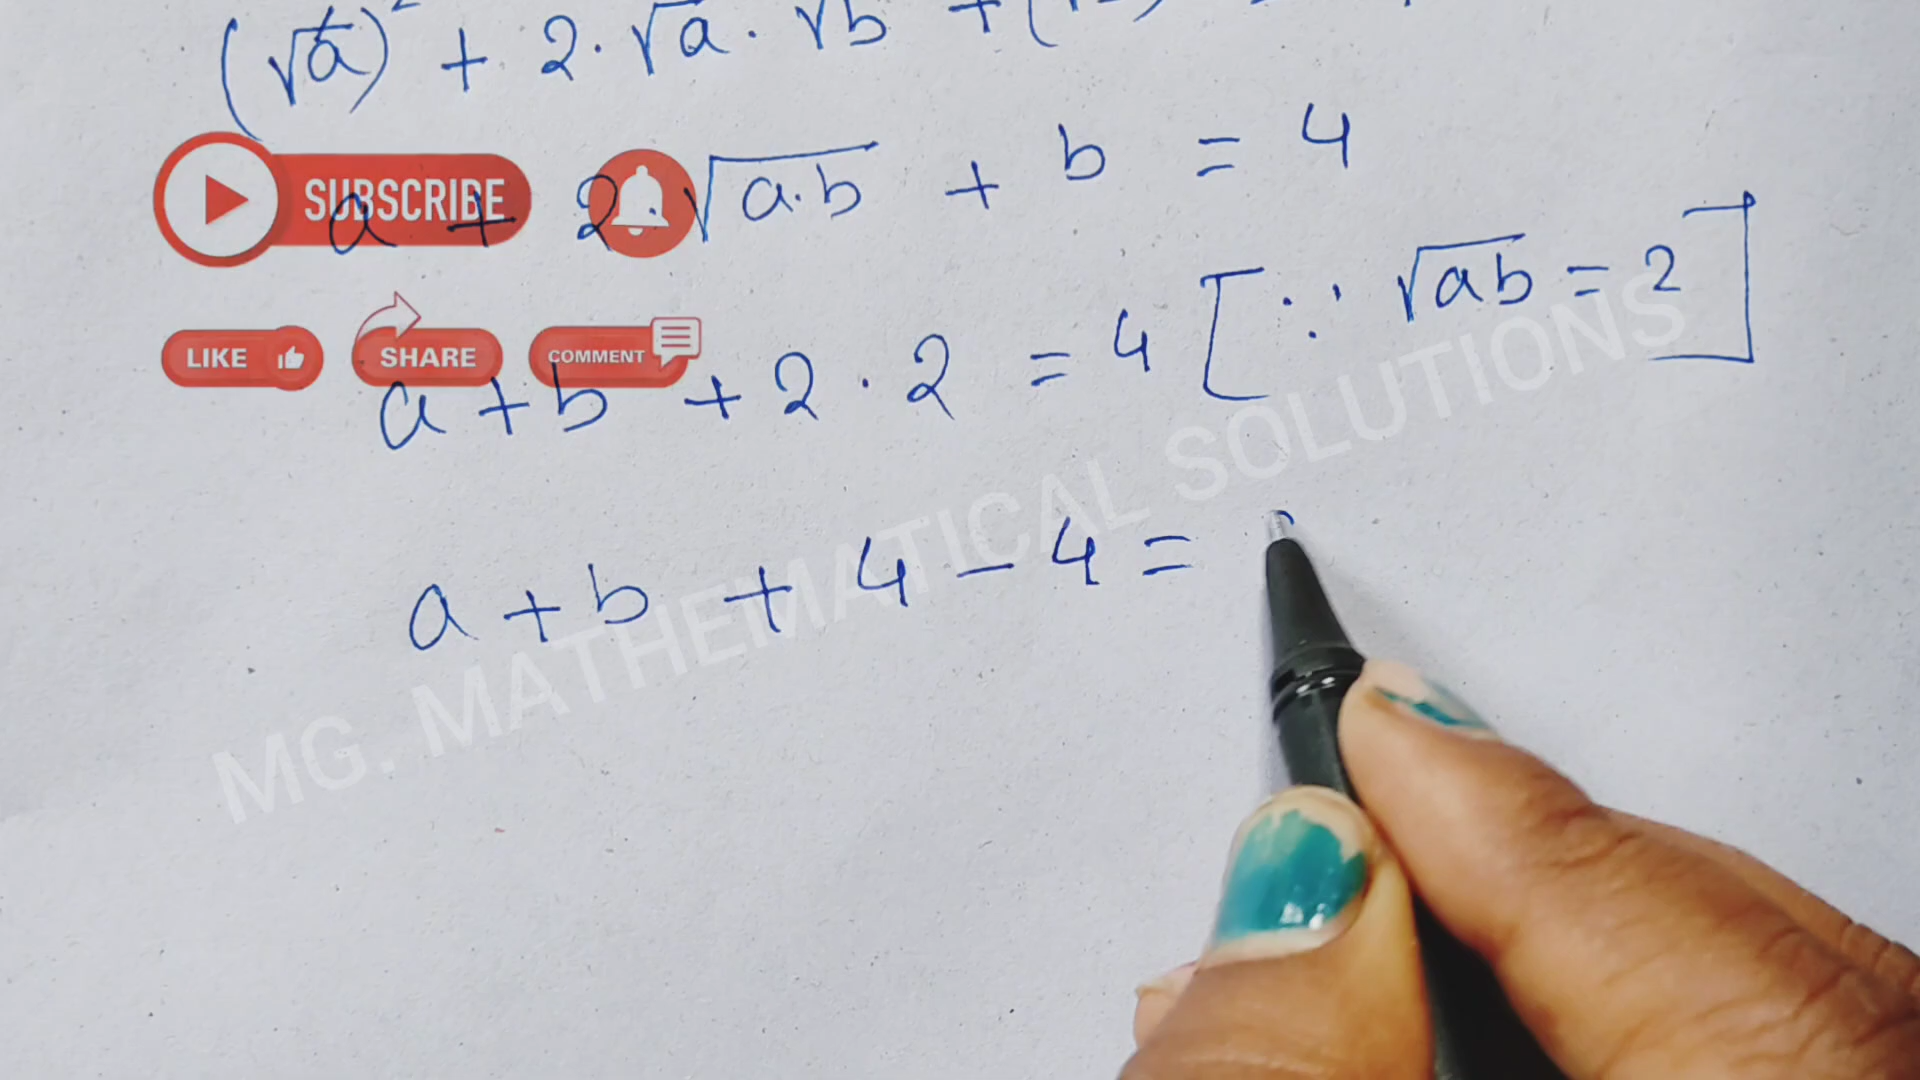 (√a)² + 2·√a·√b + (
SUBSCRIBE
a + 2·√a·b + b = 4
LIKE
SHARE
COMMENT
a + b + 2·2 = 4 [∵ √ab = 2]
a + b + 4 - 4 =
MG. MATHEMATICAL SOLUTIONS